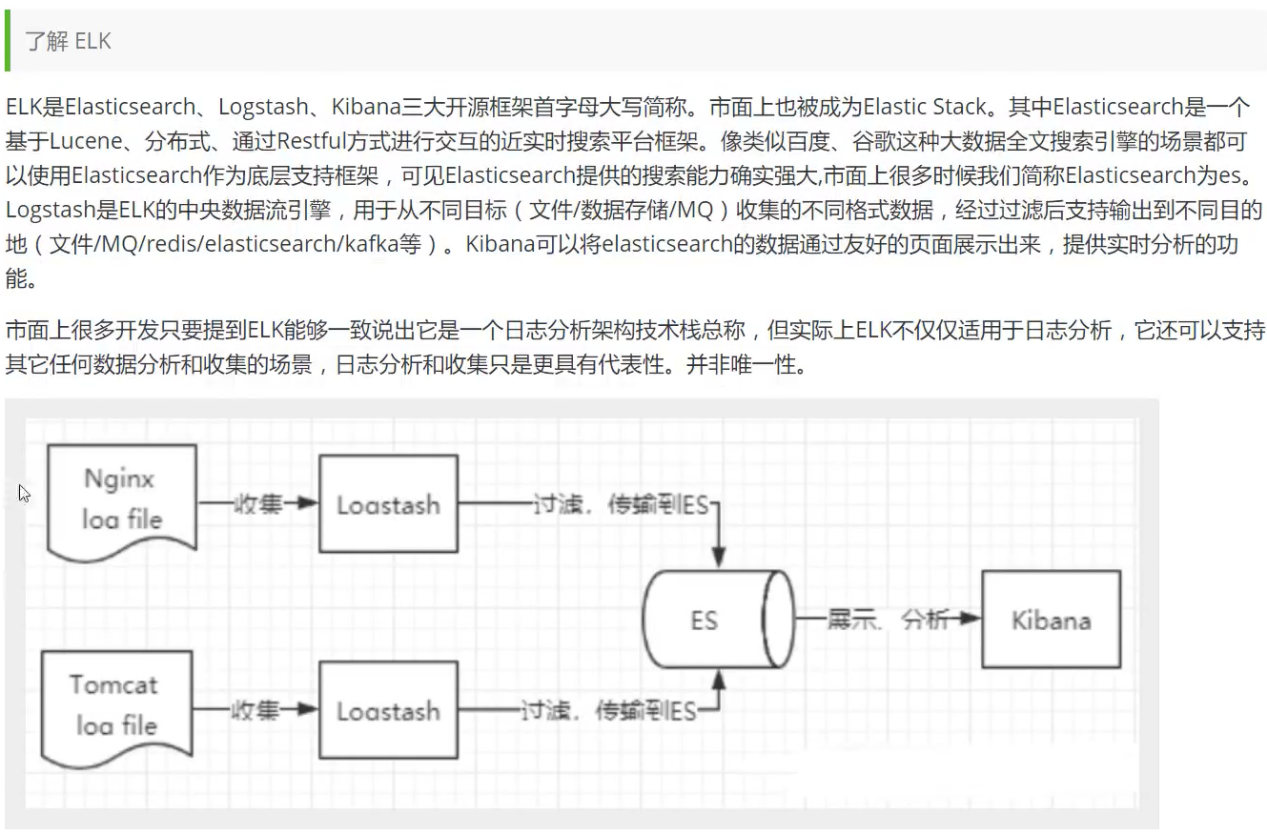 了解 ELK
ELK是Elasticsearch、Logstash、Kibana三大开源框架首字母大写简称。市面上也被成为Elastic Stack。其中Elasticsearch是一个
基于Lucene、分布式、通过Restful方式进行交互的近实时搜索平台框架。像类似百度、谷歌这种大数据全文搜索引擎的场景都可
以使用Elasticsearch作为底层支持框架，可见Elasticsearch提供的搜索能力确实强大,市面上很多时候我们简称Elasticsearch为es。
Logstash是ELK的中央数据流引擎，用于从不同目标（文件/数据存储/MQ）收集的不同格式数据，经过过滤后支持输出到不同目的
地（文件/MQ/redis/elasticsearch/kafka等）。Kibana可以将elasticsearch的数据通过友好的页面展示出来，提供实时分析的功
能。
市面上很多开发只要提到ELK能够一致说出它是一个日志分析架构技术栈总称，但实际上ELK不仅仅适用于日志分析，它还可以支持
其它任何数据分析和收集的场景，日志分析和收集只是更具有代表性。并非唯一性。
Nginx
log file
收集
Logstash
过滤，传输到ES
ES
展示、分析
Kibana
Tomcat
log file
收集
Logstash
过滤，传输到ES